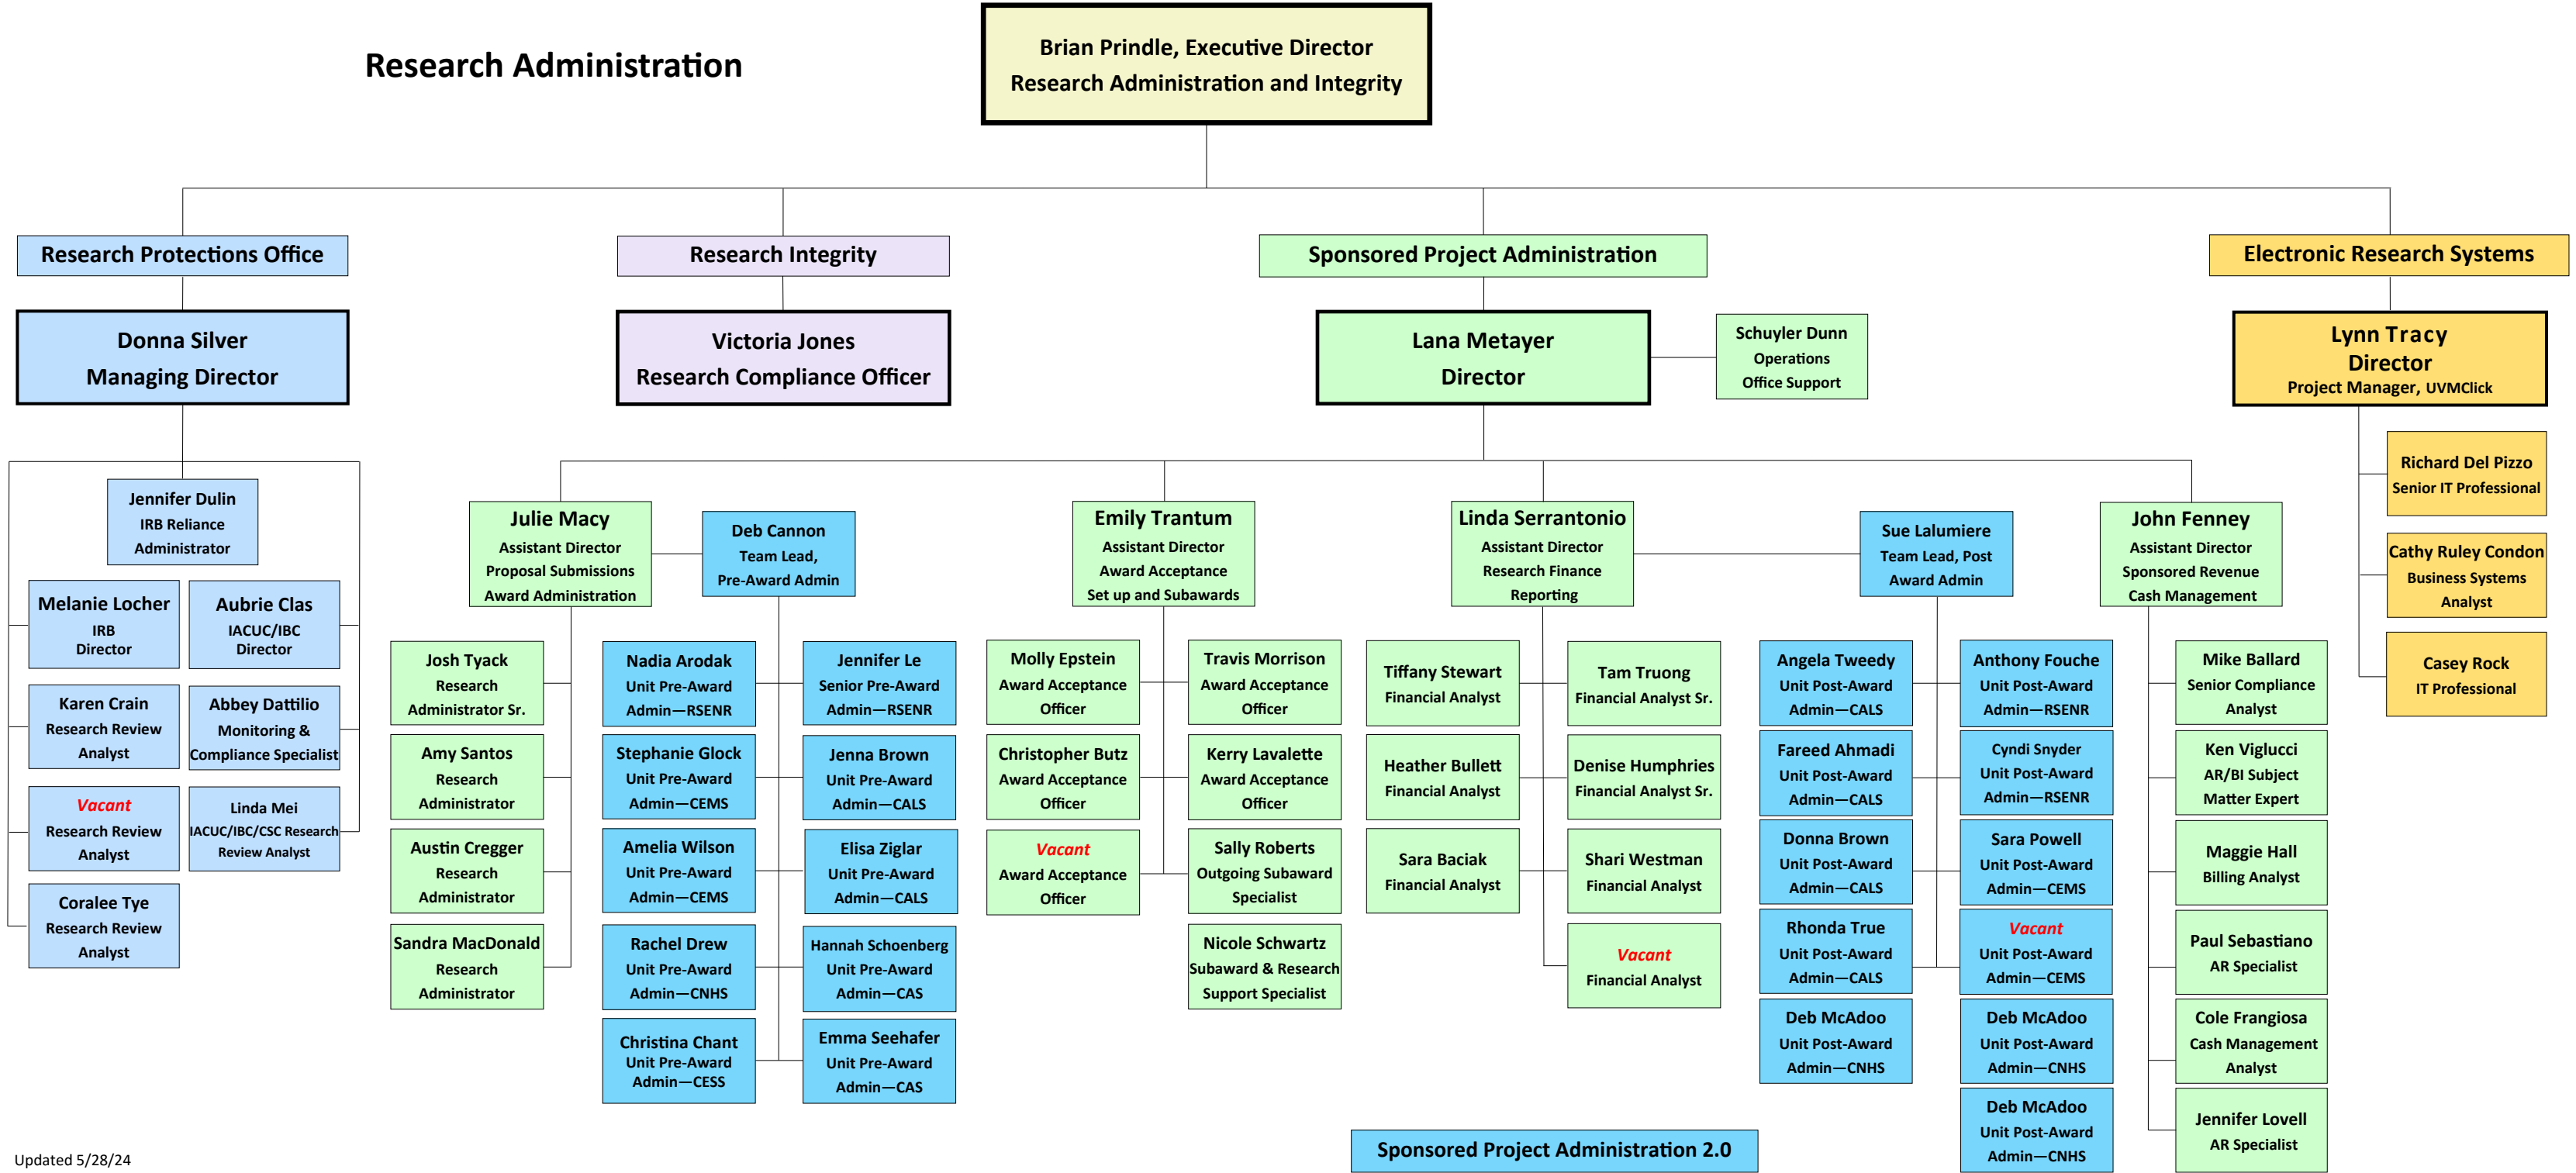 Research Administration
Brian Prindle, Executive Director
Research Administration and Integrity
Research Protections Office
Donna Silver
Managing Director
Jennifer Dulin
IRB Reliance
Administrator
Melanie Locher
IRB
Director
Aubrie Clas
IACUC/IBC
Director
Karen Crain
Research Review
Analyst
Abbey Dattilio
Monitoring &
Compliance Specialist
Vacant
Research Review
Analyst
Linda Mei
IACUC/IBC/CSC Research
Review Analyst
Coralee Tye
Research Review
Analyst
Research Integrity
Victoria Jones
Research Compliance Officer
Sponsored Project Administration
Lana Metayer
Director
Schuyler Dunn
Operations
Office Support
Julie Macy
Assistant Director
Proposal Submissions
Award Administration
Josh Tyack
Research
Administrator Sr.
Amy Santos
Research
Administrator
Austin Cregger
Research
Administrator
Sandra MacDonald
Research
Administrator
Deb Cannon
Team Lead,
Pre-Award Admin
Nadia Arodak
Unit Pre-Award
Admin—RSENR
Jennifer Le
Senior Pre-Award
Admin—RSENR
Stephanie Glock
Unit Pre-Award
Admin—CEMS
Jenna Brown
Unit Pre-Award
Admin—CALS
Amelia Wilson
Unit Pre-Award
Admin—CEMS
Elisa Ziglar
Unit Pre-Award
Admin—CALS
Rachel Drew
Unit Pre-Award
Admin—CNHS
Hannah Schoenberg
Unit Pre-Award
Admin—CAS
Christina Chant
Unit Pre-Award
Admin—CESS
Emma Seehafer
Unit Pre-Award
Admin—CAS
Emily Trantum
Assistant Director
Award Acceptance
Set up and Subawards
Molly Epstein
Award Acceptance
Officer
Travis Morrison
Award Acceptance
Officer
Christopher Butz
Award Acceptance
Officer
Kerry Lavalette
Award Acceptance
Officer
Vacant
Award Acceptance
Officer
Sally Roberts
Outgoing Subaward
Specialist
Nicole Schwartz
Subaward & Research
Support Specialist
Linda Serrantonio
Assistant Director
Research Finance
Reporting
Tiffany Stewart
Financial Analyst
Tam Truong
Financial Analyst Sr.
Heather Bullett
Financial Analyst
Denise Humphries
Financial Analyst Sr.
Sara Baciak
Financial Analyst
Shari Westman
Financial Analyst
Vacant
Financial Analyst
Sue Lalumiere
Team Lead, Post
Award Admin
Angela Tweedy
Unit Post-Award
Admin—CALS
Anthony Fouche
Unit Post-Award
Admin—RSENR
Fareed Ahmadi
Unit Post-Award
Admin—CALS
Cyndi Snyder
Unit Post-Award
Admin—RSENR
Donna Brown
Unit Post-Award
Admin—CALS
Sara Powell
Unit Post-Award
Admin—CEMS
Rhonda True
Unit Post-Award
Admin—CALS
Vacant
Unit Post-Award
Admin—CEMS
Deb McAdoo
Unit Post-Award
Admin—CNHS
Deb McAdoo
Unit Post-Award
Admin—CNHS
Deb McAdoo
Unit Post-Award
Admin—CNHS
John Fenney
Assistant Director
Sponsored Revenue
Cash Management
Mike Ballard
Senior Compliance
Analyst
Ken Viglucci
AR/BI Subject
Matter Expert
Maggie Hall
Billing Analyst
Paul Sebastiano
AR Specialist
Cole Frangiosa
Cash Management
Analyst
Jennifer Lovell
AR Specialist
Electronic Research Systems
Lynn Tracy
Director
Project Manager, UVMClick
Richard Del Pizzo
Senior IT Professional
Cathy Ruley Condon
Business Systems
Analyst
Casey Rock
IT Professional
Sponsored Project Administration 2.0
Updated 5/28/24